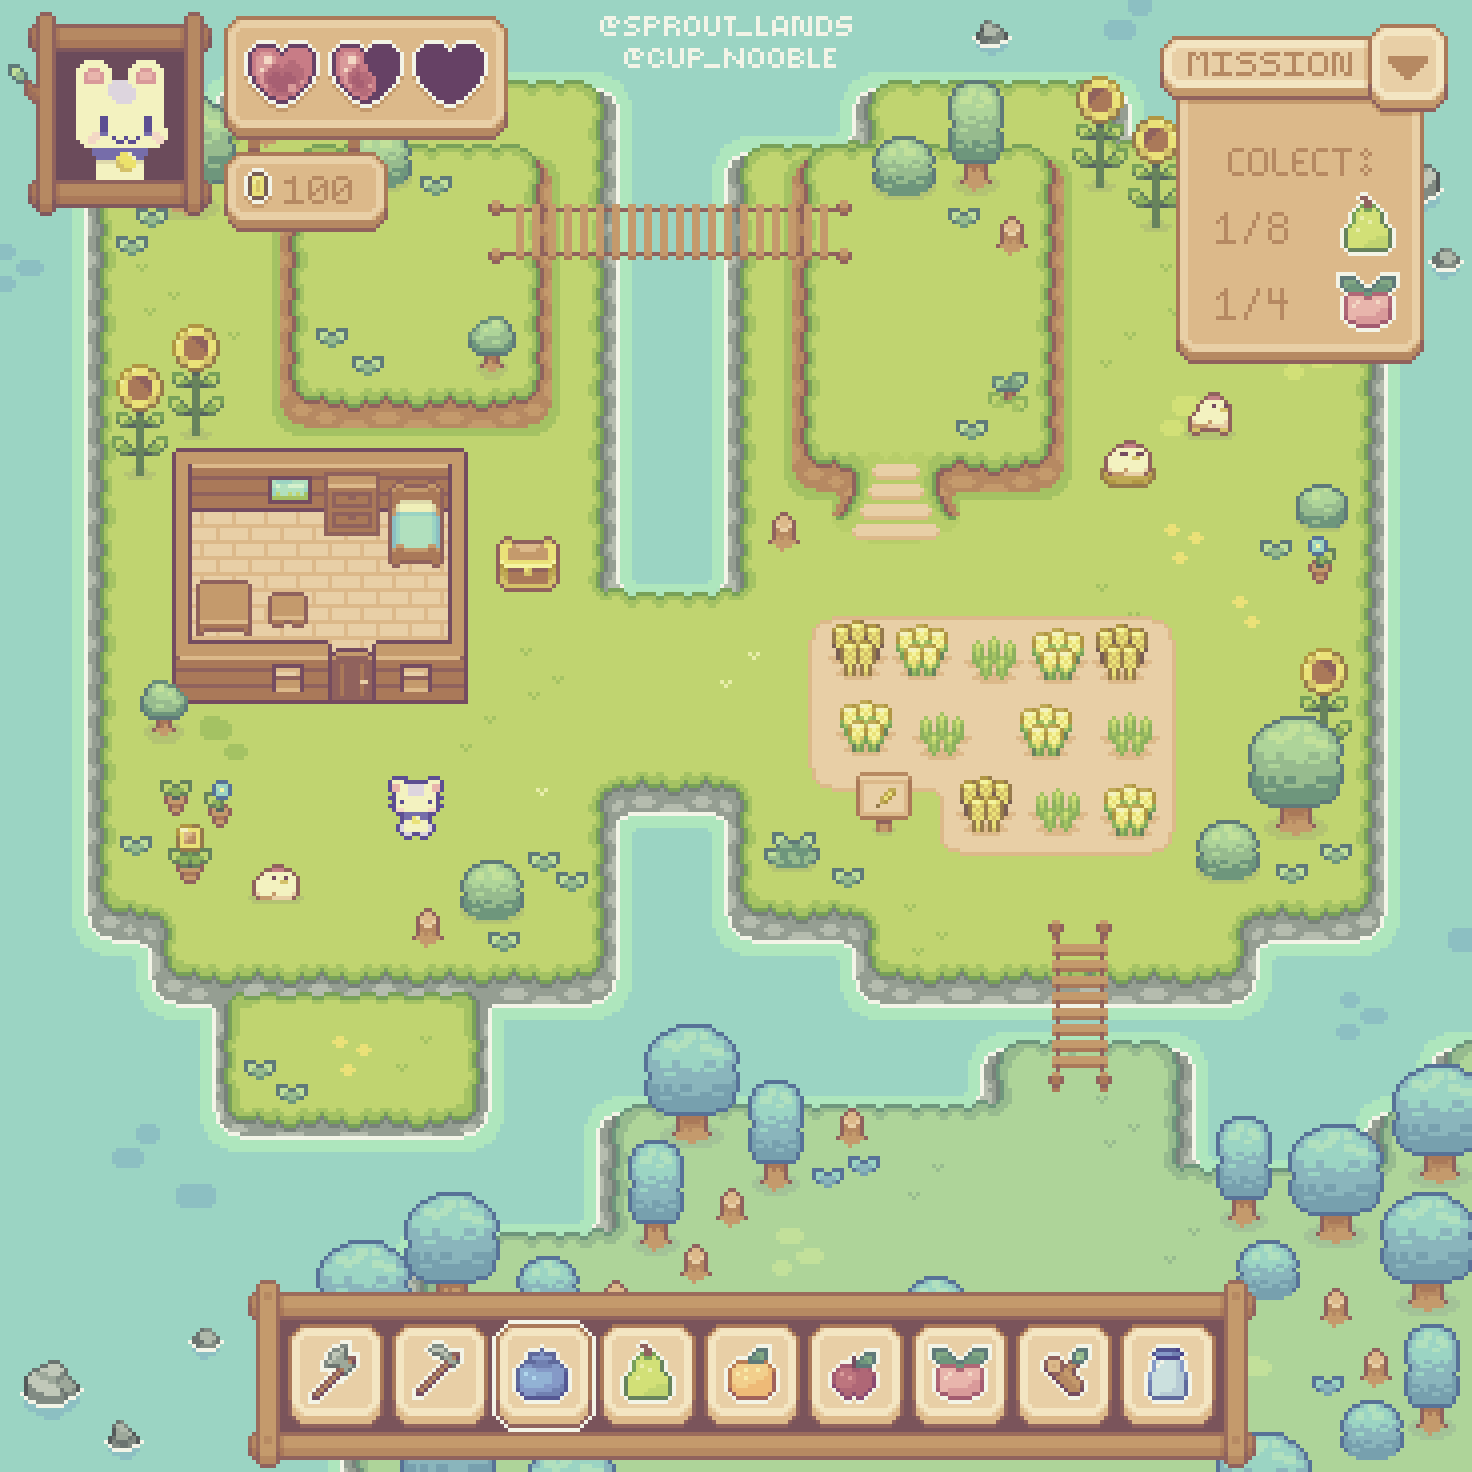 @SPROUT_LANDS
@CUP_NOOBLE
MISSION
COLECT:
1/8
1/4
100